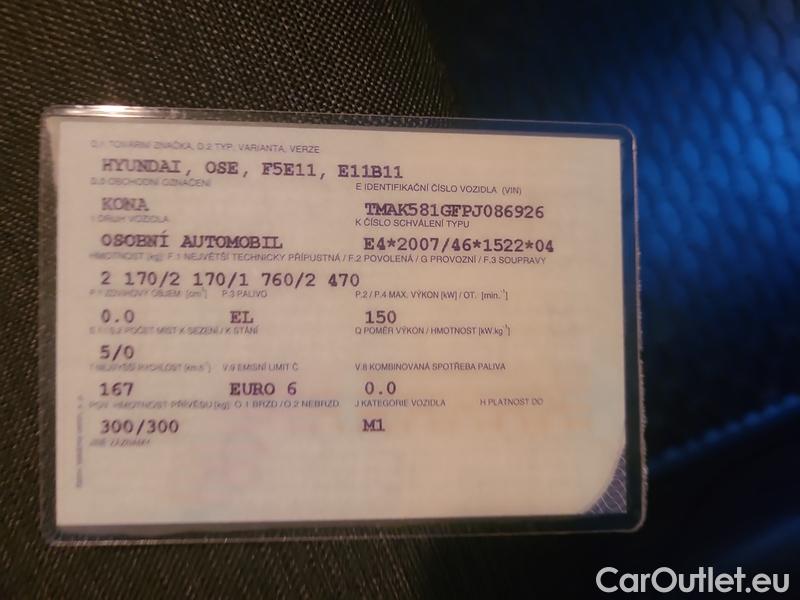 D.1 TOVÁRNÍ ZNAČKA, D.2 TYP, VARIANTA, VERZE
HYUNDAI, OSE, F5E11, E11B11
D.3 OBCHODNÍ OZNAČENÍ
E IDENTIFIKAČNÍ ČÍSLO VOZIDLA (VIN)
KONA
TMAK581GFPJ086926
DRUH VOZIDLA
K ČÍSLO SCHVÁLENÍ TYPU
OSOBNÍ AUTOMOBIL
E4*2007/46*1522*04
HMOTNOST [kg]: F.1 NEJVĚTŠÍ TECHNICKY PŘÍPUSTNÁ / F.2 POVOLENÁ / G PROVOZNÍ / F.3 SOUPRAVY
2 170/2 170/1 760/2 470
P.1 ZDVIHOVÝ OBJEM [cm³]
P.3 PALIVO
P.2 / P.4 MAX. VÝKON [kW] / OT. [min.⁻¹]
0.0
EL
150
POČET MÍST K SEZENÍ / K STÁNÍ
Q POMĚR VÝKON / HMOTNOST [kW.kg⁻¹]
5/0
T NEJVYŠŠÍ RYCHLOST [km.h⁻¹]
V.9 EMISNÍ LIMIT Č
V.8 KOMBINOVANÁ SPOTŘEBA PALIVA
167
EURO 6
0.0
POV. HMOTNOST PŘÍVĚSU [kg]: O.1 BRZD / O.2 NEBRZD.
J KATEGORIE VOZIDLA
H PLATNOST DO
300/300
M1
JINÉ ZÁZNAMY
CarOutlet.eu